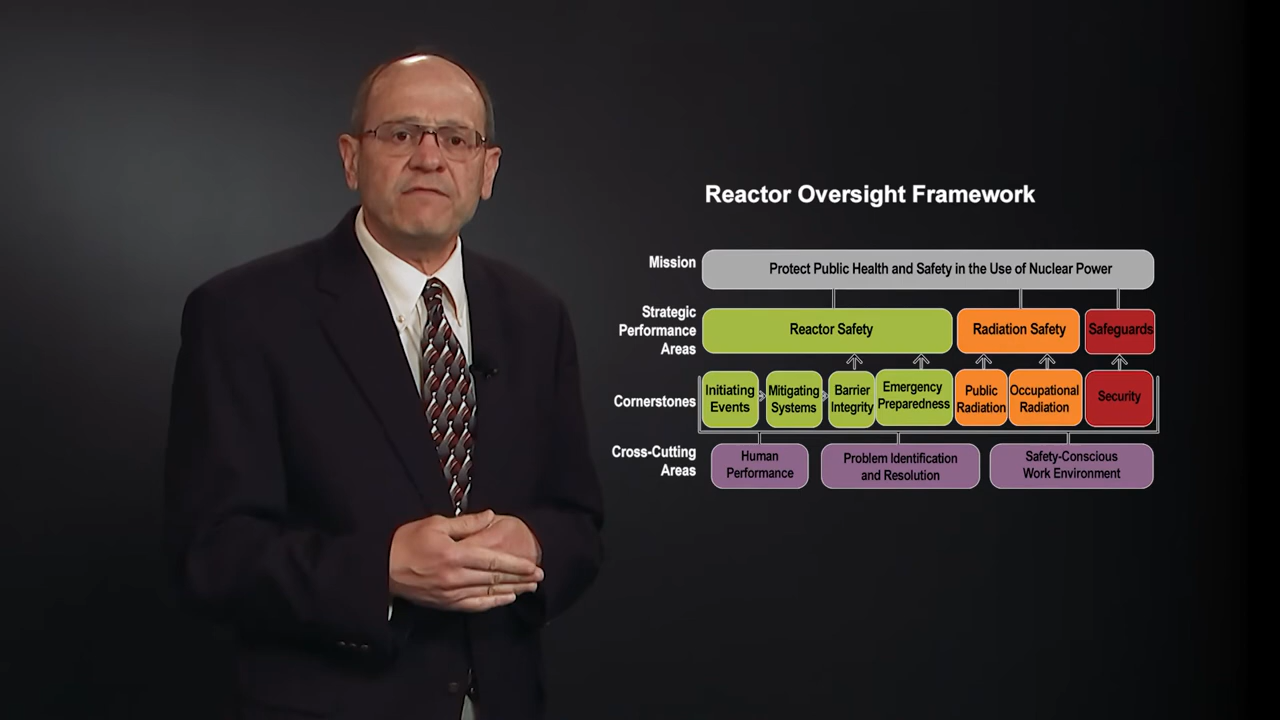 Reactor Oversight Framework
Mission
Protect Public Health and Safety in the Use of Nuclear Power
Strategic
Performance
Areas
Reactor Safety
Radiation Safety
Safeguards
Cornerstones
Initiating
Events
Mitigating
Systems
Barrier
Integrity
Emergency
Preparedness
Public
Radiation
Occupational
Radiation
Security
Cross-Cutting
Areas
Human
Performance
Problem Identification
and Resolution
Safety-Conscious
Work Environment